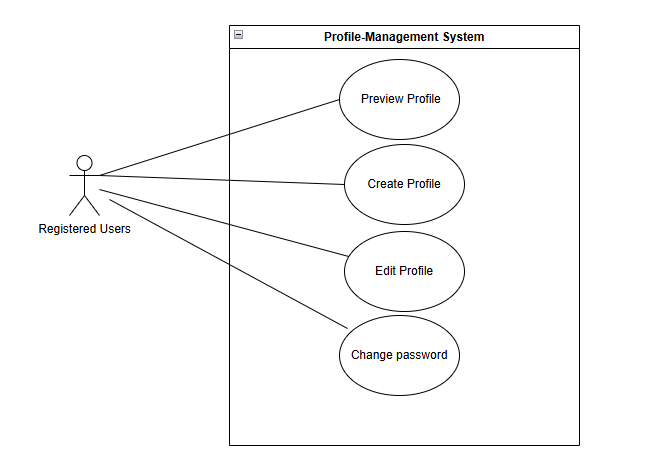 Profile-Management System
Preview Profile
Create Profile
Registered Users
Edit Profile
Change password